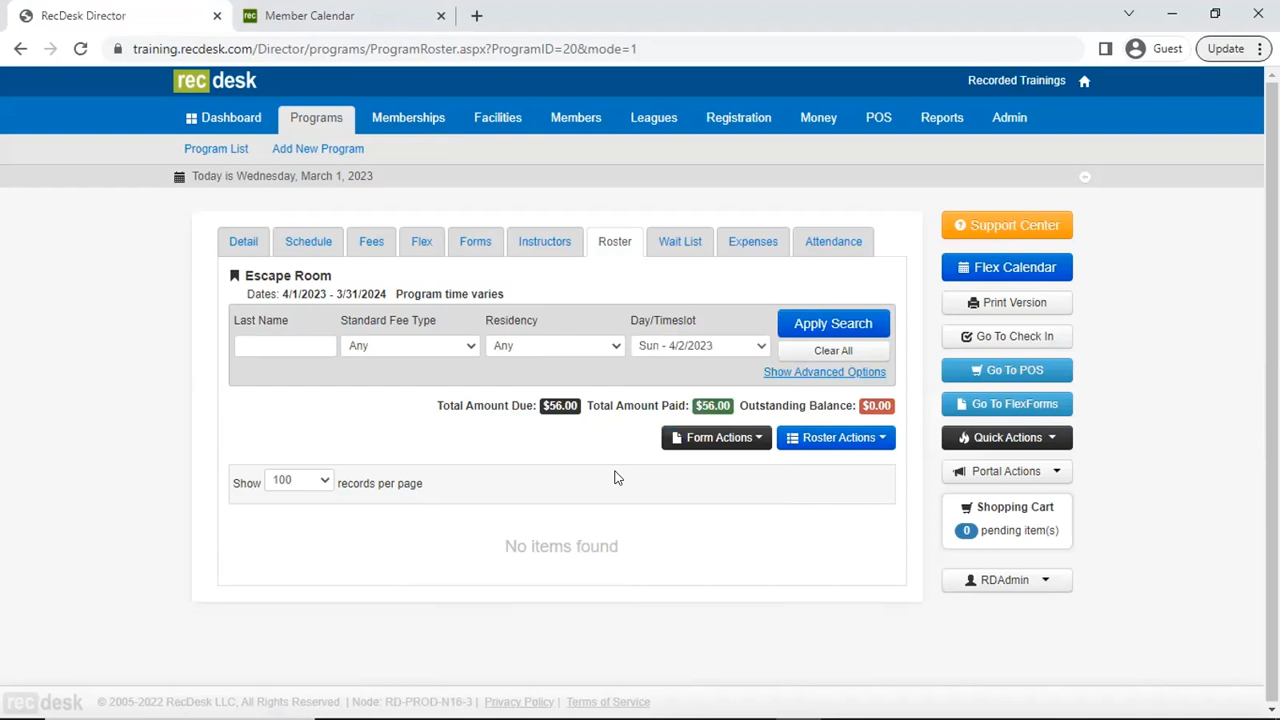 RecDesk Director
Member Calendar
training.recdesk.com/Director/programs/ProgramRoster.aspx?ProgramID=20&mode=1
Guest
Update
rec desk
Recorded Trainings
Dashboard Programs Memberships Facilities Members Leagues Registration Money POS Reports Admin
Program List Add New Program
Today is Wednesday, March 1, 2023
Detail Schedule Fees Flex Forms Instructors Roster Wait List Expenses Attendance
Escape Room
Dates: 4/1/2023 - 3/31/2024 Program time varies
Last Name Standard Fee Type Residency Day/Timeslot
Any Any Sun - 4/2/2023
Apply Search
Clear All
Show Advanced Options
Total Amount Due: $56.00 Total Amount Paid: $56.00 Outstanding Balance: $0.00
Form Actions Roster Actions
Show 100 records per page
No items found
Support Center
Flex Calendar
Print Version
Go To Check In
Go To POS
Go To FlexForms
Quick Actions
Portal Actions
Shopping Cart
0 pending item(s)
RDAdmin
recdesk © 2005-2022 RecDesk LLC, All Rights Reserved. | Node: RD-PROD-N16-3 | Privacy Policy | Terms of Service